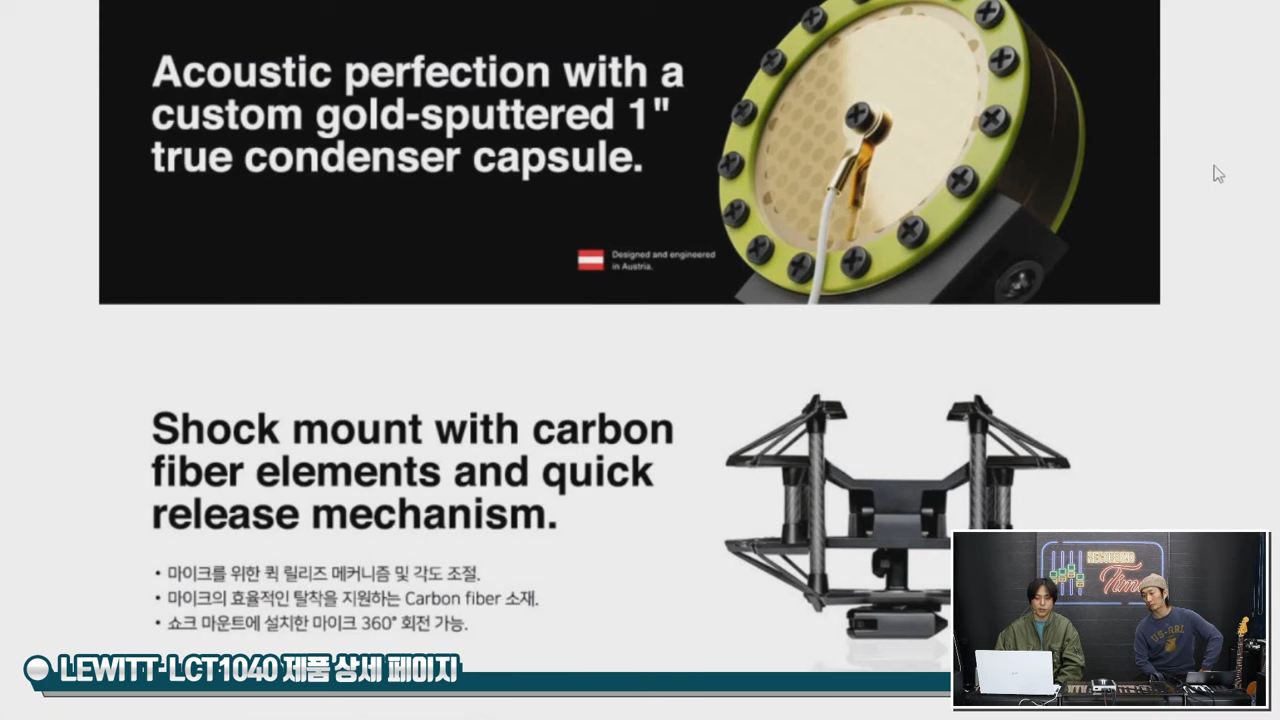 Acoustic perfection with a
custom gold-sputtered 1"
true condenser capsule.
Designed and engineered
in Austria.
Shock mount with carbon
fiber elements and quick
release mechanism.
• 마이크를 위한 퀵 릴리즈 메커니즘 및 각도 조절.
• 마이크의 효율적인 탈착을 지원하는 Carbon fiber 소재.
• 쇼크 마운트에 설치한 마이크 360° 회전 가능.
LEWITT-LCT1040 제품 상세 페이지
Time